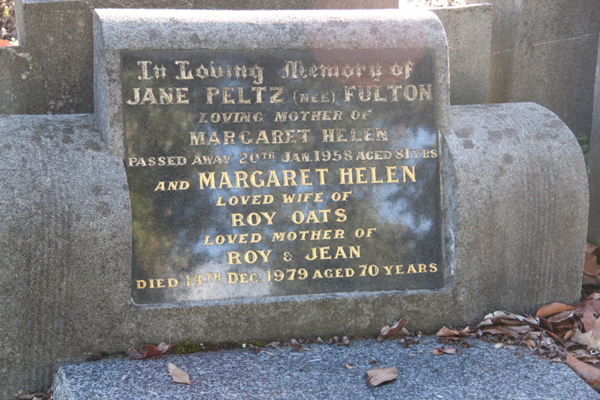 In Loving Memory of
JANE PELTZ (NEE) FULTON
LOVING MOTHER OF
MARGARET HELEN
PASSED AWAY 20TH JAN. 1958 AGED 81 YRS
AND MARGARET HELEN
LOVED WIFE OF
ROY OATS
LOVED MOTHER OF
ROY & JEAN
DIED 14TH DEC. 1979 AGED 70 YEARS